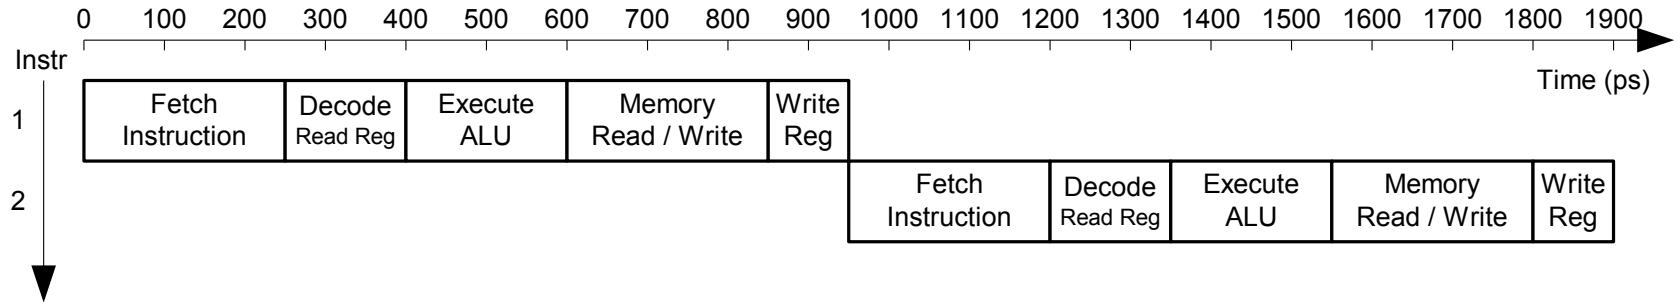 0 100 200 300 400 500 600 700 800 900 1000 1100 1200 1300 1400 1500 1600 1700 1800 1900
Instr
Time (ps)
1
Fetch
Instruction
Decode
Read Reg
Execute
ALU
Memory
Read / Write
Write
Reg
2
Fetch
Instruction
Decode
Read Reg
Execute
ALU
Memory
Read / Write
Write
Reg